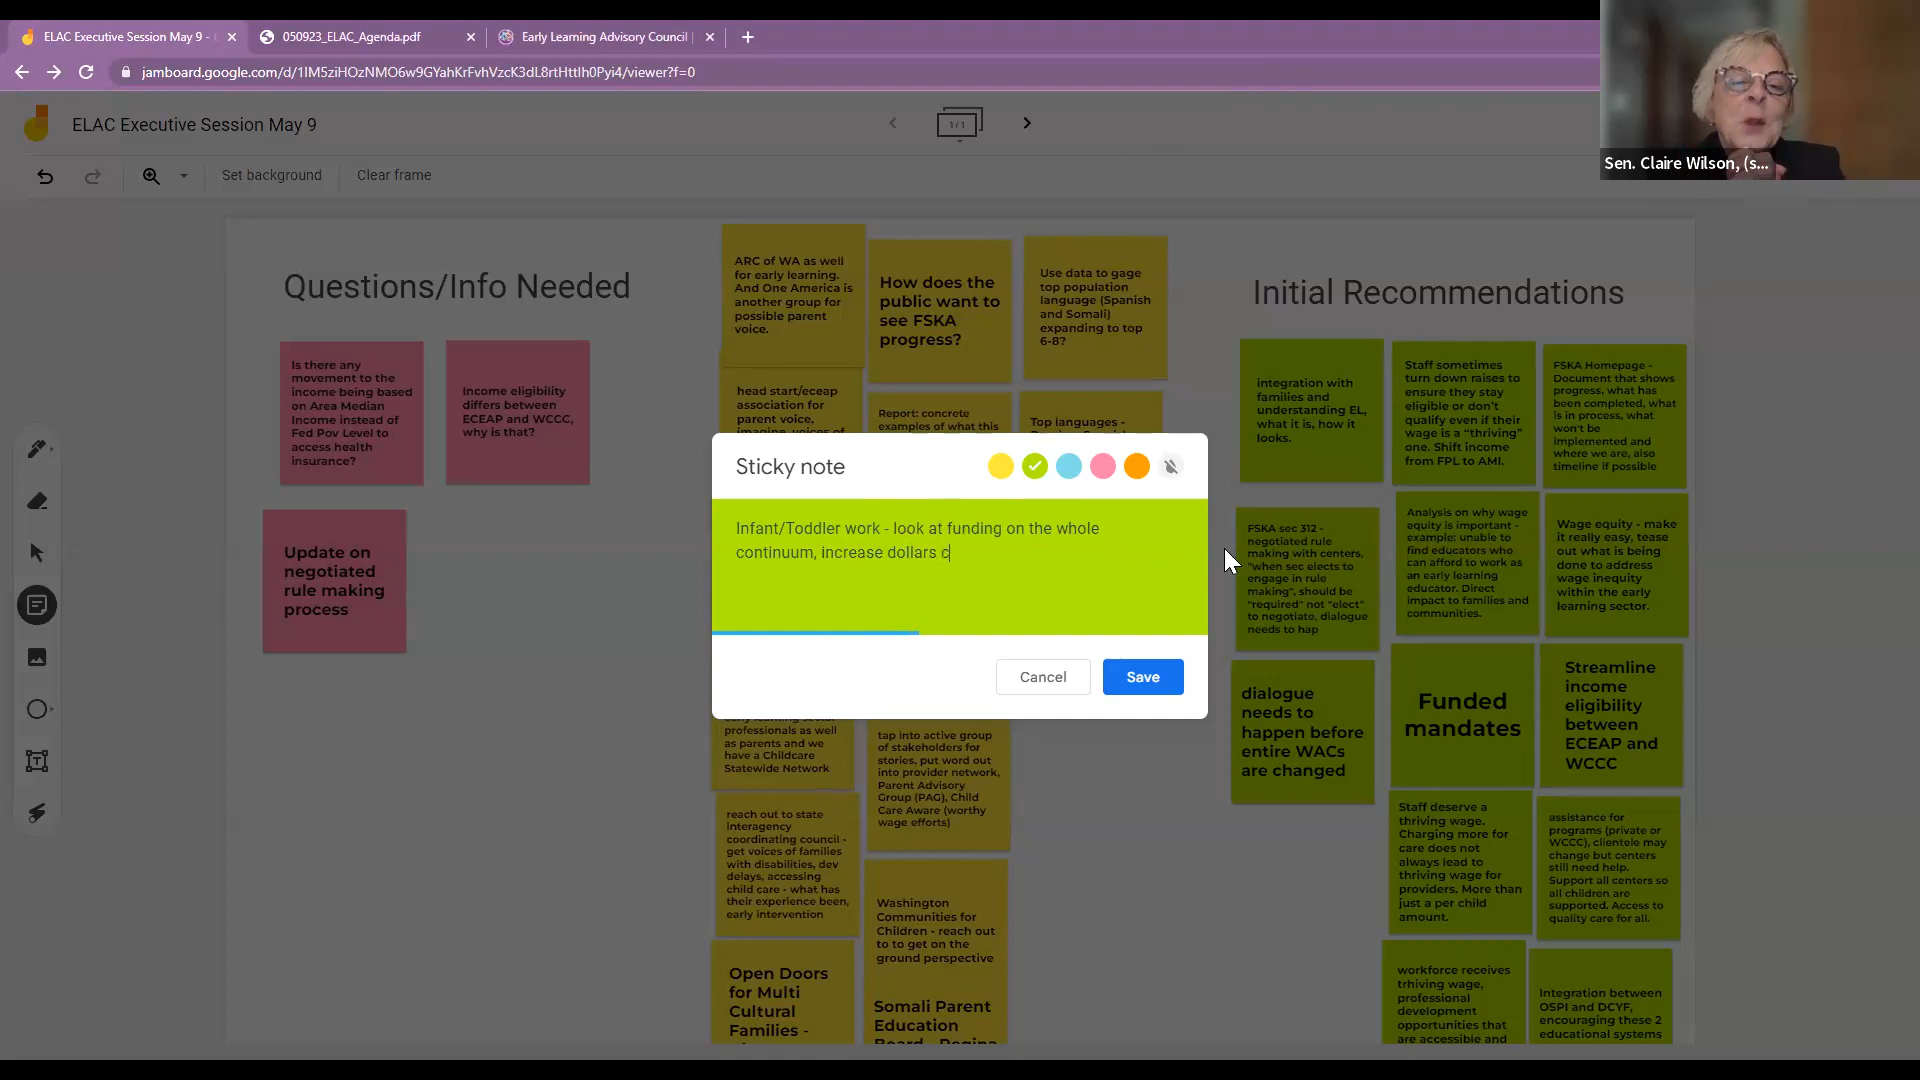 ELAC Executive Session May 9 -
050923_ELAC_Agenda.pdf
Early Learning Advisory Council |
jamboard.google.com/d/1IM5ziHOzNMO6w9GYahKrFvhVzcK3dL8rtHttIh0Pyi4/viewer?f=0
Sen. Claire Wilson, (s...
ELAC Executive Session May 9
1 / 1
Set background
Clear frame
Questions/Info Needed
Is there any
movement to the
income being based
on Area Median
Income instead of
Fed Pov Level to
access health
insurance?
Income eligibility
differs between
ECEAP and WCCC,
why is that?
Update on
negotiated
rule making
process
ARC of WA as well
for early learning.
And One America is
another group for
possible parent
voice.
How does the
public want to
see FSKA
progress?
Use data to gage
top population
language (Spanish
and Somali)
expanding to top
6-8?
head start/eceap
association for
parent voice,
imagine, voices of
Report: concrete
examples of what this
Top languages -
Sticky note
Infant/Toddler work - look at funding on the whole
continuum, increase dollars c
Cancel
Save
early learning sector
professionals as well
as parents and we
have a Childcare
Statewide Network
tap into active group
of stakeholders for
stories, put word out
into provider network,
Parent Advisory
Group (PAG), Child
Care Aware (worthy
wage efforts)
reach out to state
interagency
coordinating council -
get voices of families
with disabilities, dev
delays, accessing
child care - what has
their experience been,
early intervention
Washington
Communities for
Children - reach out
to to get on the
ground perspective
Open Doors
for Multi
Cultural
Families -
Somali Parent
Education
Board - Regina
Initial Recommendations
integration with
families and
understanding EL,
what it is, how it
looks.
Staff sometimes
turn down raises to
ensure they stay
eligible or don't
qualify even if their
wage is a "thriving"
one. Shift income
from FPL to AMI.
FSKA Homepage -
Document that shows
progress, what has
been completed, what
is in process, what
won't be
implemented and
where we are, also
timeline if possible
FSKA sec 312 -
negotiated rule
making with centers,
"when sec elects to
engage in rule
making", should be
"required" not "elect"
to negotiate, dialogue
needs to hap
Analysis on why wage
equity is important -
example: unable to
find educators who
can afford to work as
an early learning
educator. Direct
impact to families and
communities.
Wage equity - make
it really easy, tease
out what is being
done to address
wage inequity
within the early
learning sector.
dialogue
needs to
happen before
entire WACs
are changed
Funded
mandates
Streamline
income
eligibility
between
ECEAP and
WCCC
Staff deserve a
thriving wage.
Charging more for
care does not
always lead to
thriving wage for
providers. More than
just a per child
amount.
assistance for
programs (private or
WCCC), clientele may
change but centers
still need help.
Support all centers so
all children are
supported. Access to
quality care for all.
workforce receives
trhiving wage,
professional
development
opportunities that
are accessible and
Integration between
OSPI and DCYF,
encouraging these 2
educational systems